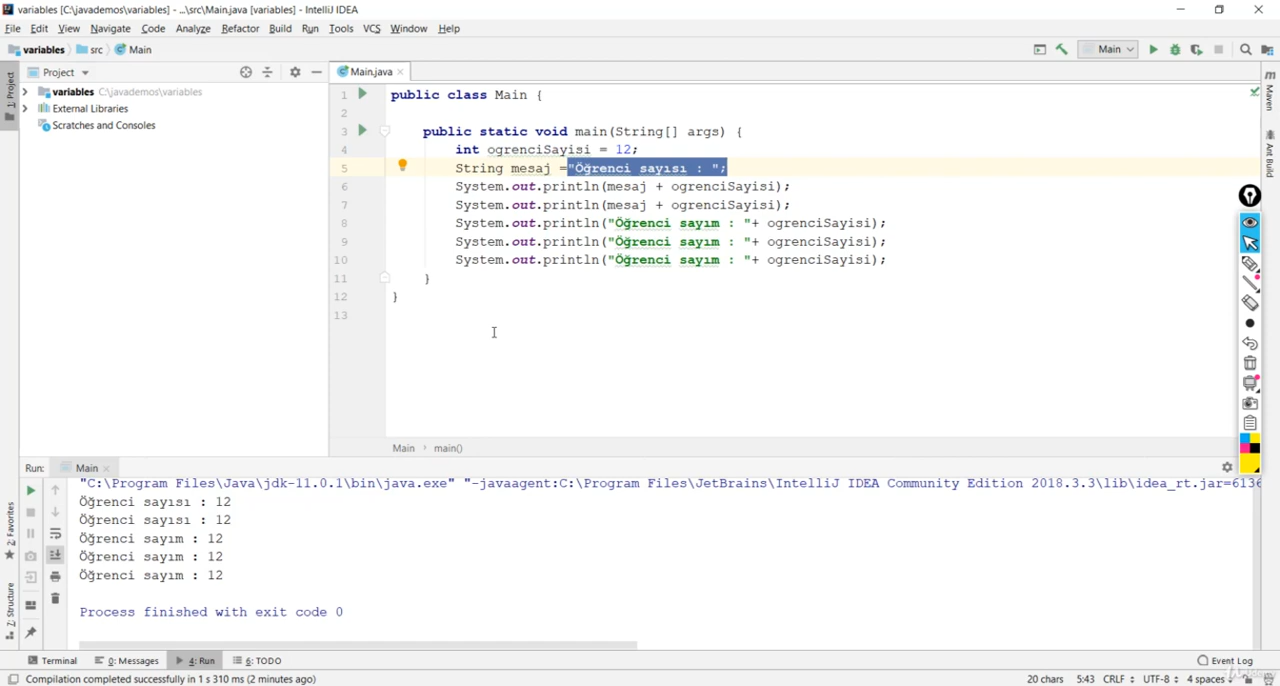 variables [C:\javademos\variables] - ...\src\Main.java [variables] - IntelliJ IDEA
File Edit View Navigate Code Analyze Refactor Build Run Tools VCS Window Help
variables src Main Main
1: Project
Project
Main.java
variables C:\javademos\variables
External Libraries
Scratches and Consoles
1 public class Main {
2
3 public static void main(String[] args) {
4 int ogrenciSayisi = 12;
5 String mesaj ="Öğrenci sayısı : ";
6 System.out.println(mesaj + ogrenciSayisi);
7 System.out.println(mesaj + ogrenciSayisi);
8 System.out.println("Öğrenci sayım : "+ ogrenciSayisi);
9 System.out.println("Öğrenci sayım : "+ ogrenciSayisi);
10 System.out.println("Öğrenci sayım : "+ ogrenciSayisi);
11 }
12 }
13
Maven
Ant Build
Main main()
Run: Main
"C:\Program Files\Java\jdk-11.0.1\bin\java.exe" "-javaagent:C:\Program Files\JetBrains\IntelliJ IDEA Community Edition 2018.3.3\lib\idea_rt.jar=6136
Öğrenci sayısı : 12
Öğrenci sayısı : 12
Öğrenci sayım : 12
Öğrenci sayım : 12
Öğrenci sayım : 12
Process finished with exit code 0
2: Favorites
Z: Structure
Terminal 0: Messages 4: Run 6: TODO Event Log
Compilation completed successfully in 1 s 310 ms (2 minutes ago) 20 chars 5:43 CRLF UTF-8 4 spaces